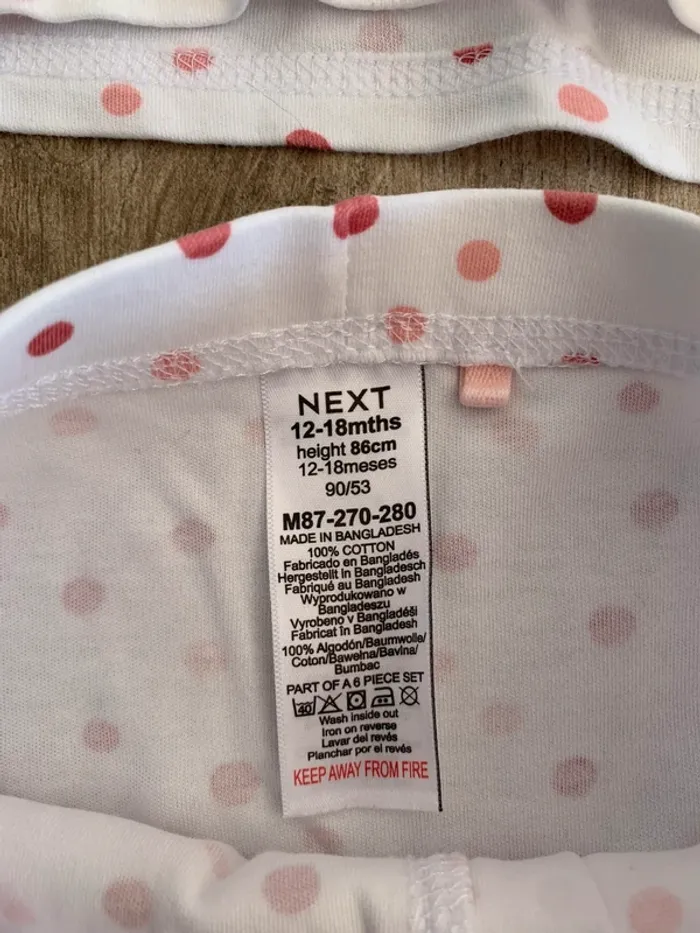 NEXT
12-18mths
height 86cm
12-18meses
90/53
M87-270-280
MADE IN BANGLADESH
100% COTTON
Fabricado en Bangladés
Hergestellt in Bangladesch
Fabriqué au Bangladesh
Wyprodukowano w
Bangladeszu
Vyrobeno v Bangladéši
Fabricat în Bangladesh
100% Algodón/Baumwolle/
Coton/Bawełna/Bavlna/
Bumbac
PART OF A 6 PIECE SET
40
Wash inside out
Iron on reverse
Lavar del revés
Planchar por el revés
KEEP AWAY FROM FIRE